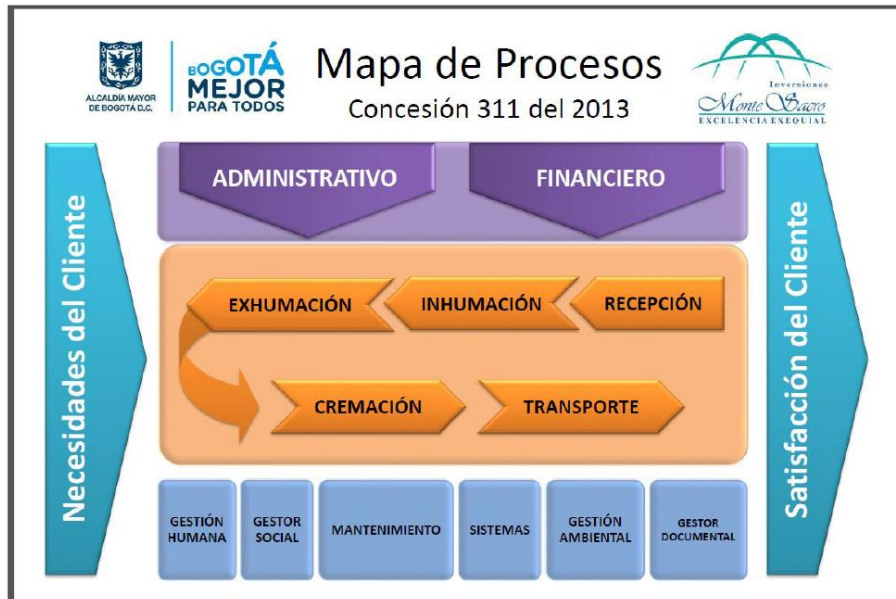 ALCALDÍA MAYOR
DE BOGOTÁ D.C.
BOGOTÁ
MEJOR
PARA TODOS
Mapa de Procesos
Concesión 311 del 2013
Inversiones
Monte Sacro
EXCELENCIA EXEQUIAL
Necesidades del Cliente
ADMINISTRATIVO
FINANCIERO
EXHUMACIÓN
INHUMACIÓN
RECEPCIÓN
CREMACIÓN
TRANSPORTE
GESTIÓN
HUMANA
GESTOR
SOCIAL
MANTENIMIENTO
SISTEMAS
GESTIÓN
AMBIENTAL
GESTOR
DOCUMENTAL
Satisfacción del Cliente